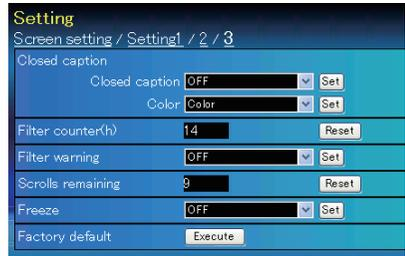 Setting
Screen setting / Setting1 / 2 / 3
Closed caption
Closed caption OFF Set
Color Color Set
Filter counter(h) 14 Reset
Filter warning OFF Set
Scrolls remaining 9 Reset
Freeze OFF Set
Factory default Execute